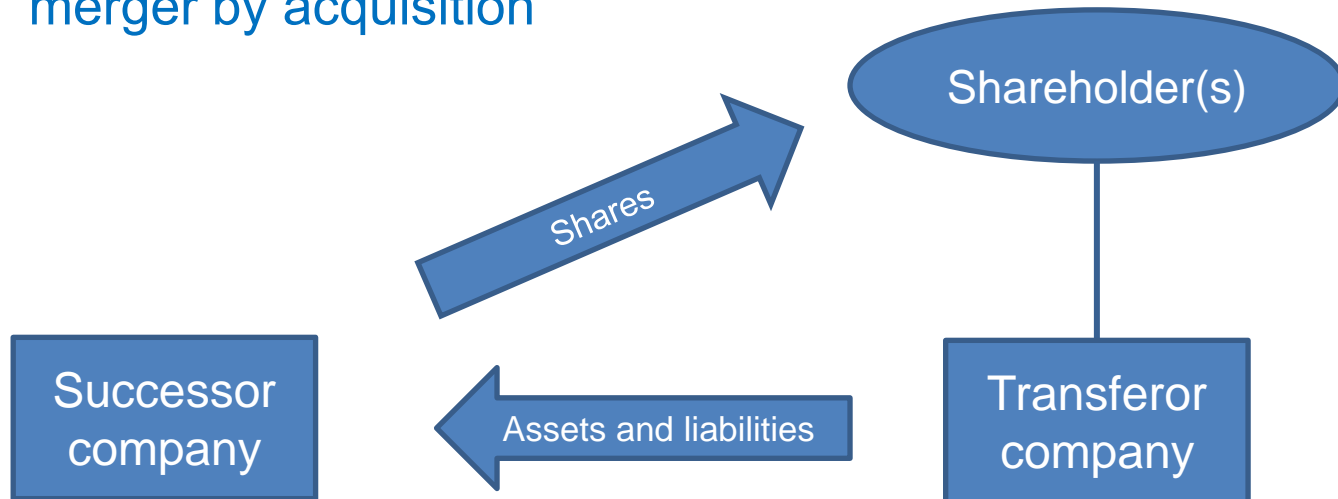 merger by acquisition
Shareholder(s)
Shares
Successor
company
Assets and liabilities
Transferor
company